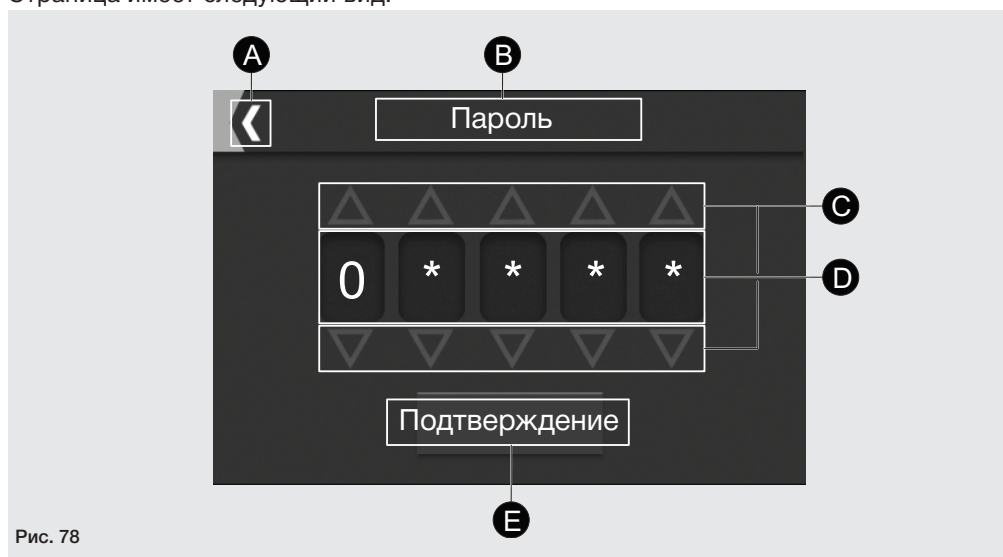 Страница имеет следующий вид:
A
B
Пароль
C
0 * * * *
D
Подтверждение
E
Рис. 78